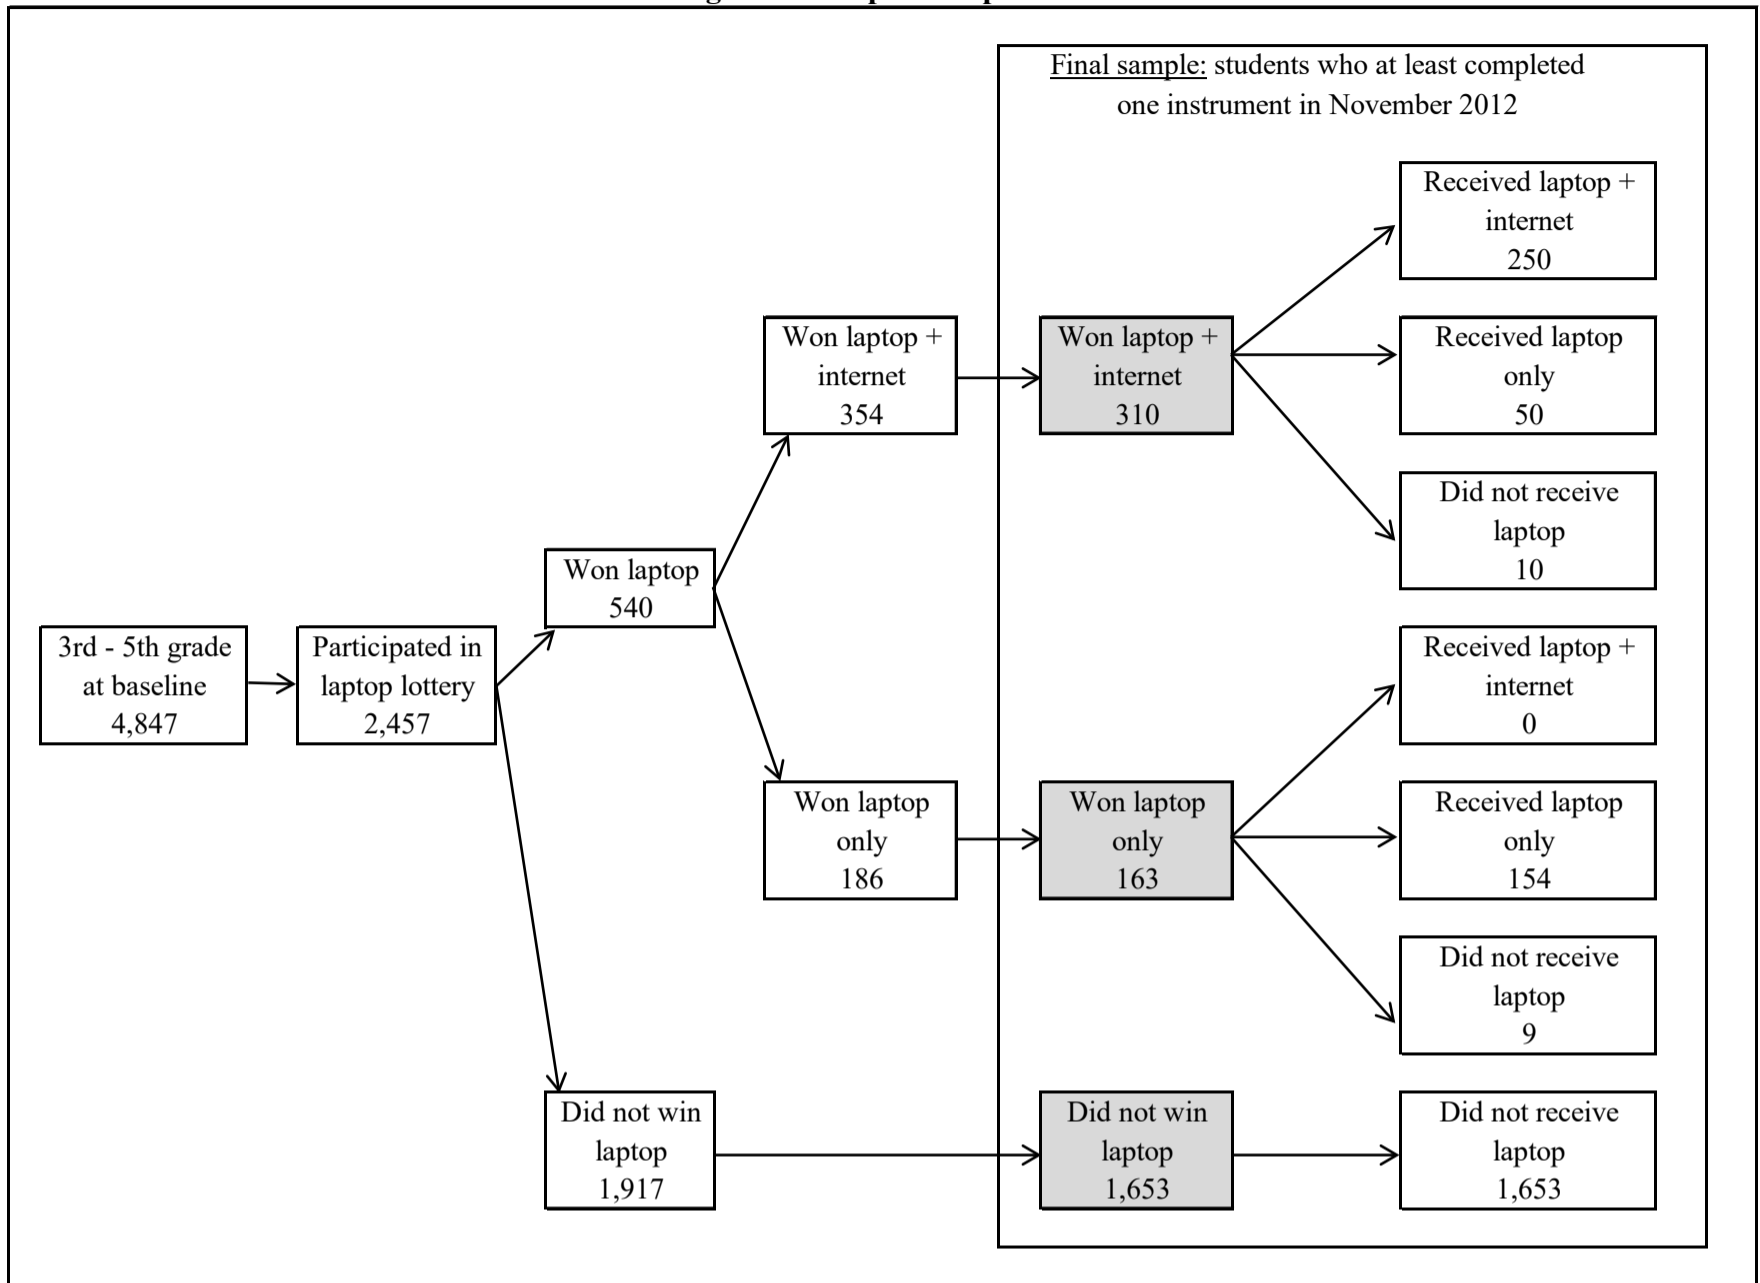 Final sample: students who at least completed
one instrument in November 2012
Received laptop +
internet
250
Won laptop +
internet
354
Won laptop +
internet
310
Received laptop
only
50
Did not receive
laptop
10
Won laptop
540
3rd - 5th grade
at baseline
4,847
Participated in
laptop lottery
2,457
Received laptop +
internet
0
Won laptop
only
186
Won laptop
only
163
Received laptop
only
154
Did not receive
laptop
9
Did not win
laptop
1,917
Did not win
laptop
1,653
Did not receive
laptop
1,653